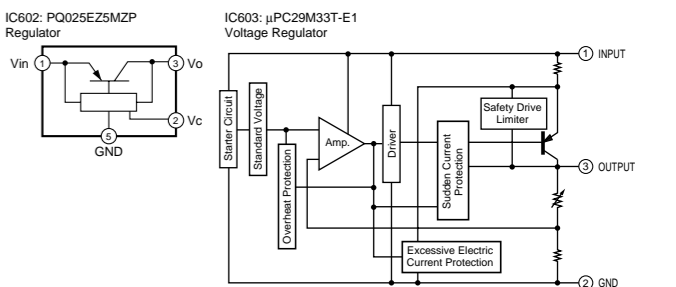 IC602: PQ025EZ5MZP
Regulator
Vin
1
3
Vo
2
Vc
5
GND
IC603: µPC29M33T-E1
Voltage Regulator
1
INPUT
Starter Circuit
Standard Voltage
Overheat Protection
Amp.
Driver
Sudden Current
Protection
Safety Drive
Limiter
3
OUTPUT
Excessive Electric
Current Protection
2
GND